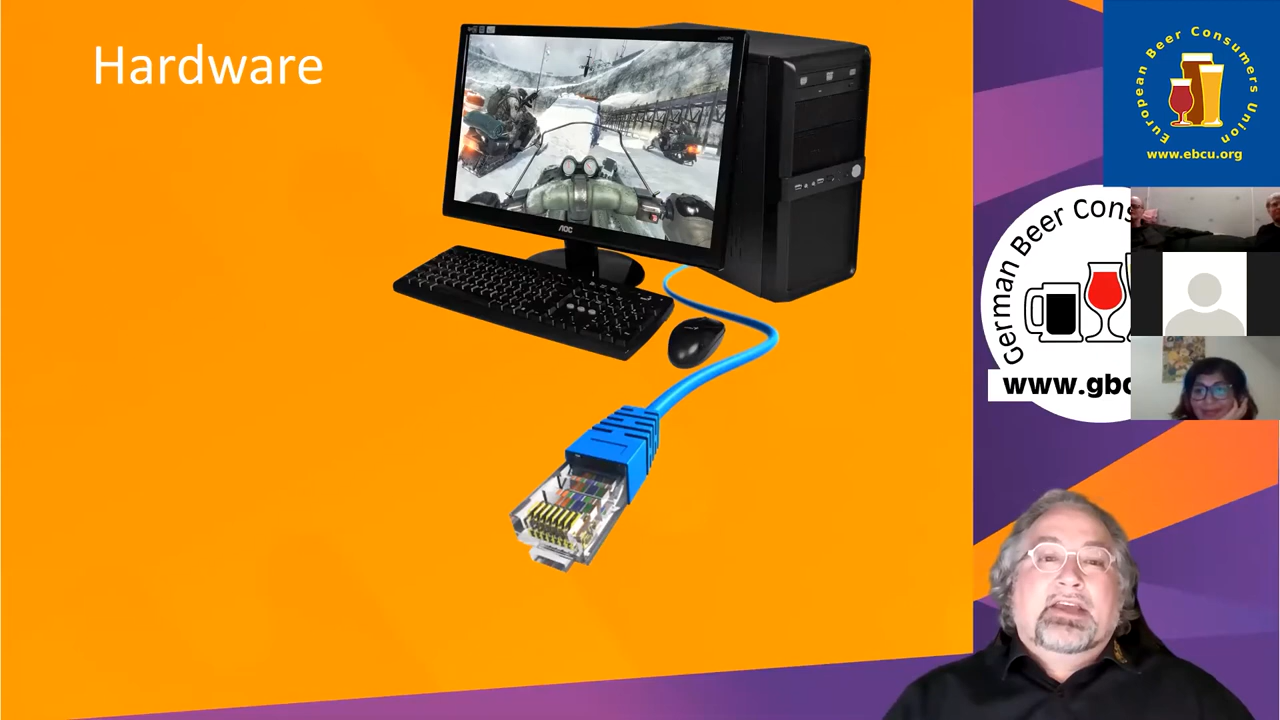 Hardware
European Beer Consumers Union
www.ebcu.org
German Beer Cons
www.gbc
AOC